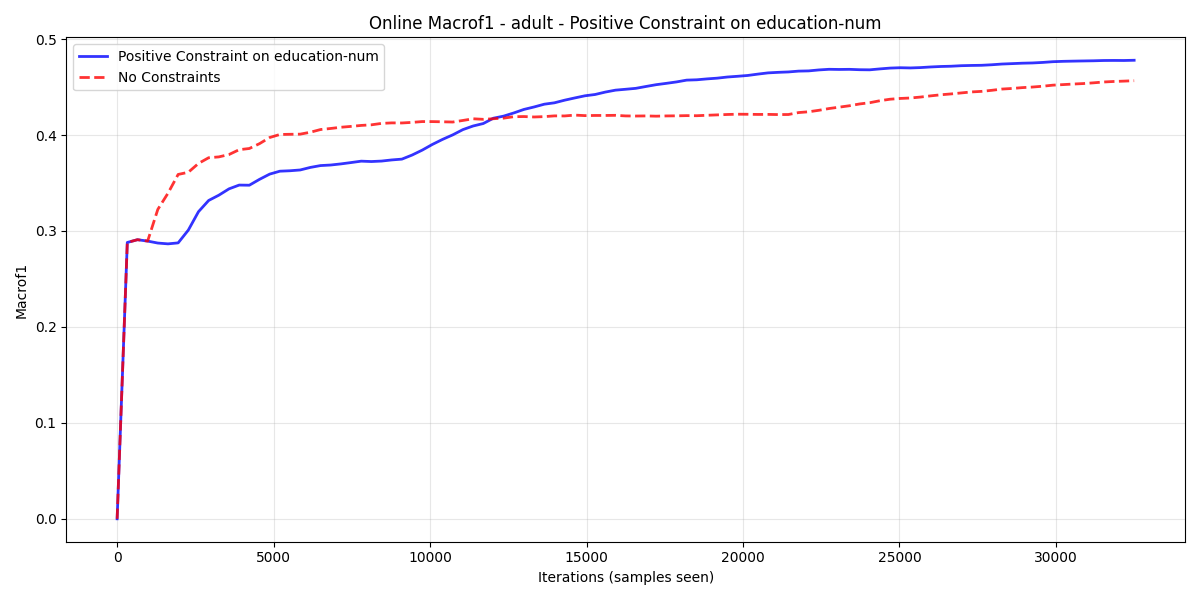 Online Macrof1 - adult - Positive Constraint on education-num
Positive Constraint on education-num
No Constraints
Macrof1
0.5
0.4
0.3
0.2
0.1
0.0
0 5000 10000 15000 20000 25000 30000
Iterations (samples seen)